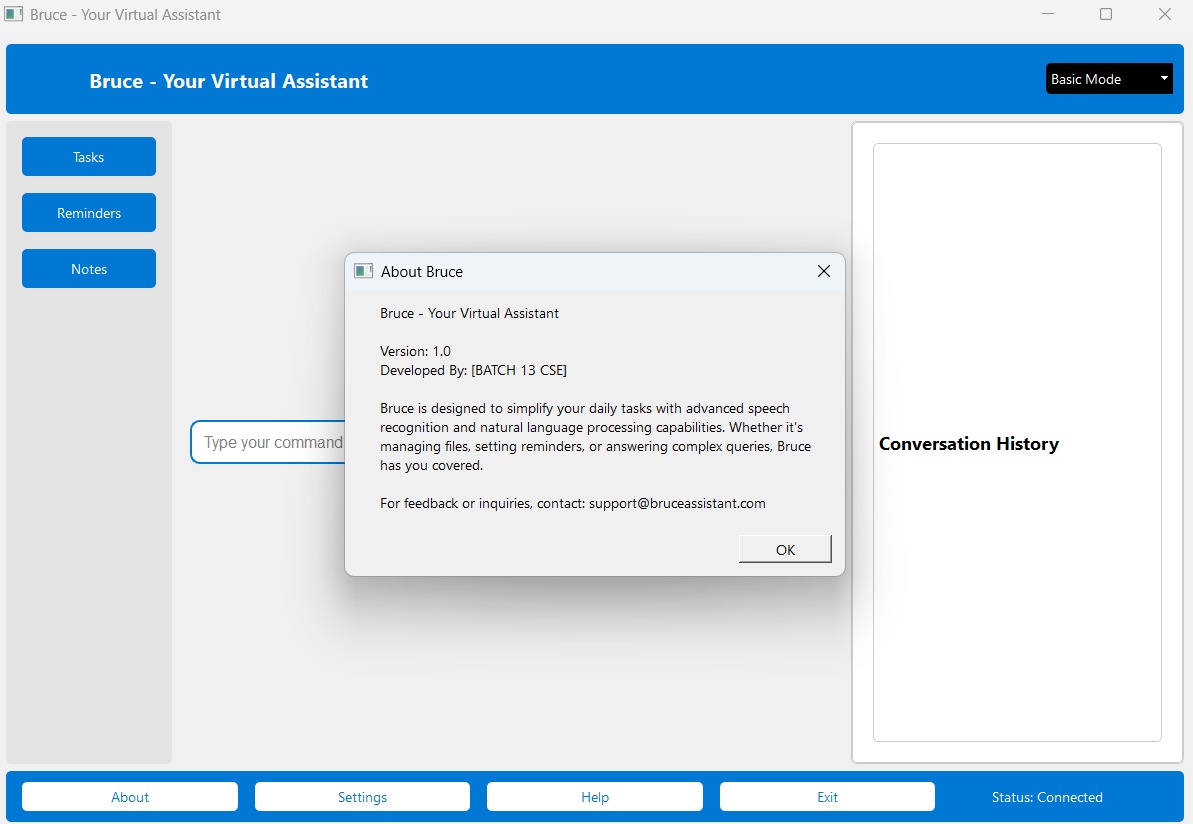 Bruce - Your Virtual Assistant
Bruce - Your Virtual Assistant
Basic Mode
Tasks
Reminders
Notes
Type your command
About Bruce
Bruce - Your Virtual Assistant
Version: 1.0
Developed By: [BATCH 13 CSE]
Bruce is designed to simplify your daily tasks with advanced speech
recognition and natural language processing capabilities. Whether it's
managing files, setting reminders, or answering complex queries, Bruce
has you covered.
For feedback or inquiries, contact: support@bruceassistant.com
OK
Conversation History
About
Settings
Help
Exit
Status: Connected